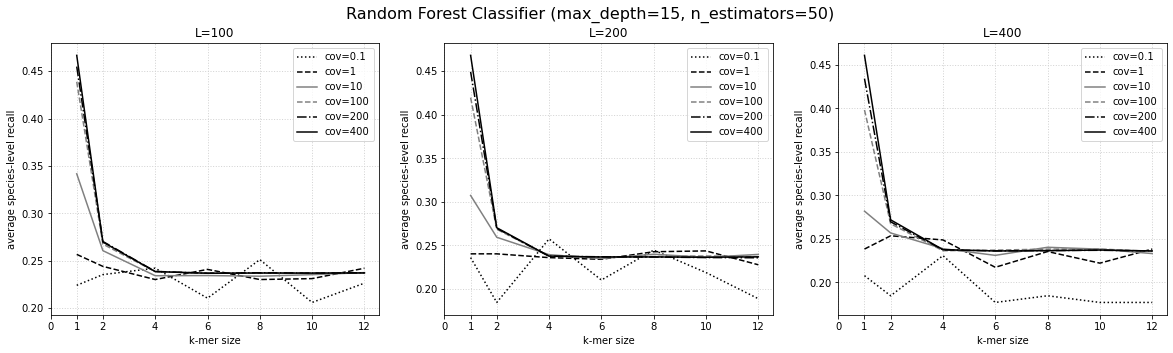 Random Forest Classifier (max_depth=15, n_estimators=50)
L=100
average species-level recall
0.45
0.40
0.35
0.30
0.25
0.20
cov=0.1
cov=1
cov=10
cov=100
cov=200
cov=400
0 1 2 4 6 8 10 12
k-mer size
L=200
average species-level recall
0.45
0.40
0.35
0.30
0.25
0.20
cov=0.1
cov=1
cov=10
cov=100
cov=200
cov=400
0 1 2 4 6 8 10 12
k-mer size
L=400
average species-level recall
0.45
0.40
0.35
0.30
0.25
0.20
cov=0.1
cov=1
cov=10
cov=100
cov=200
cov=400
0 1 2 4 6 8 10 12
k-mer size